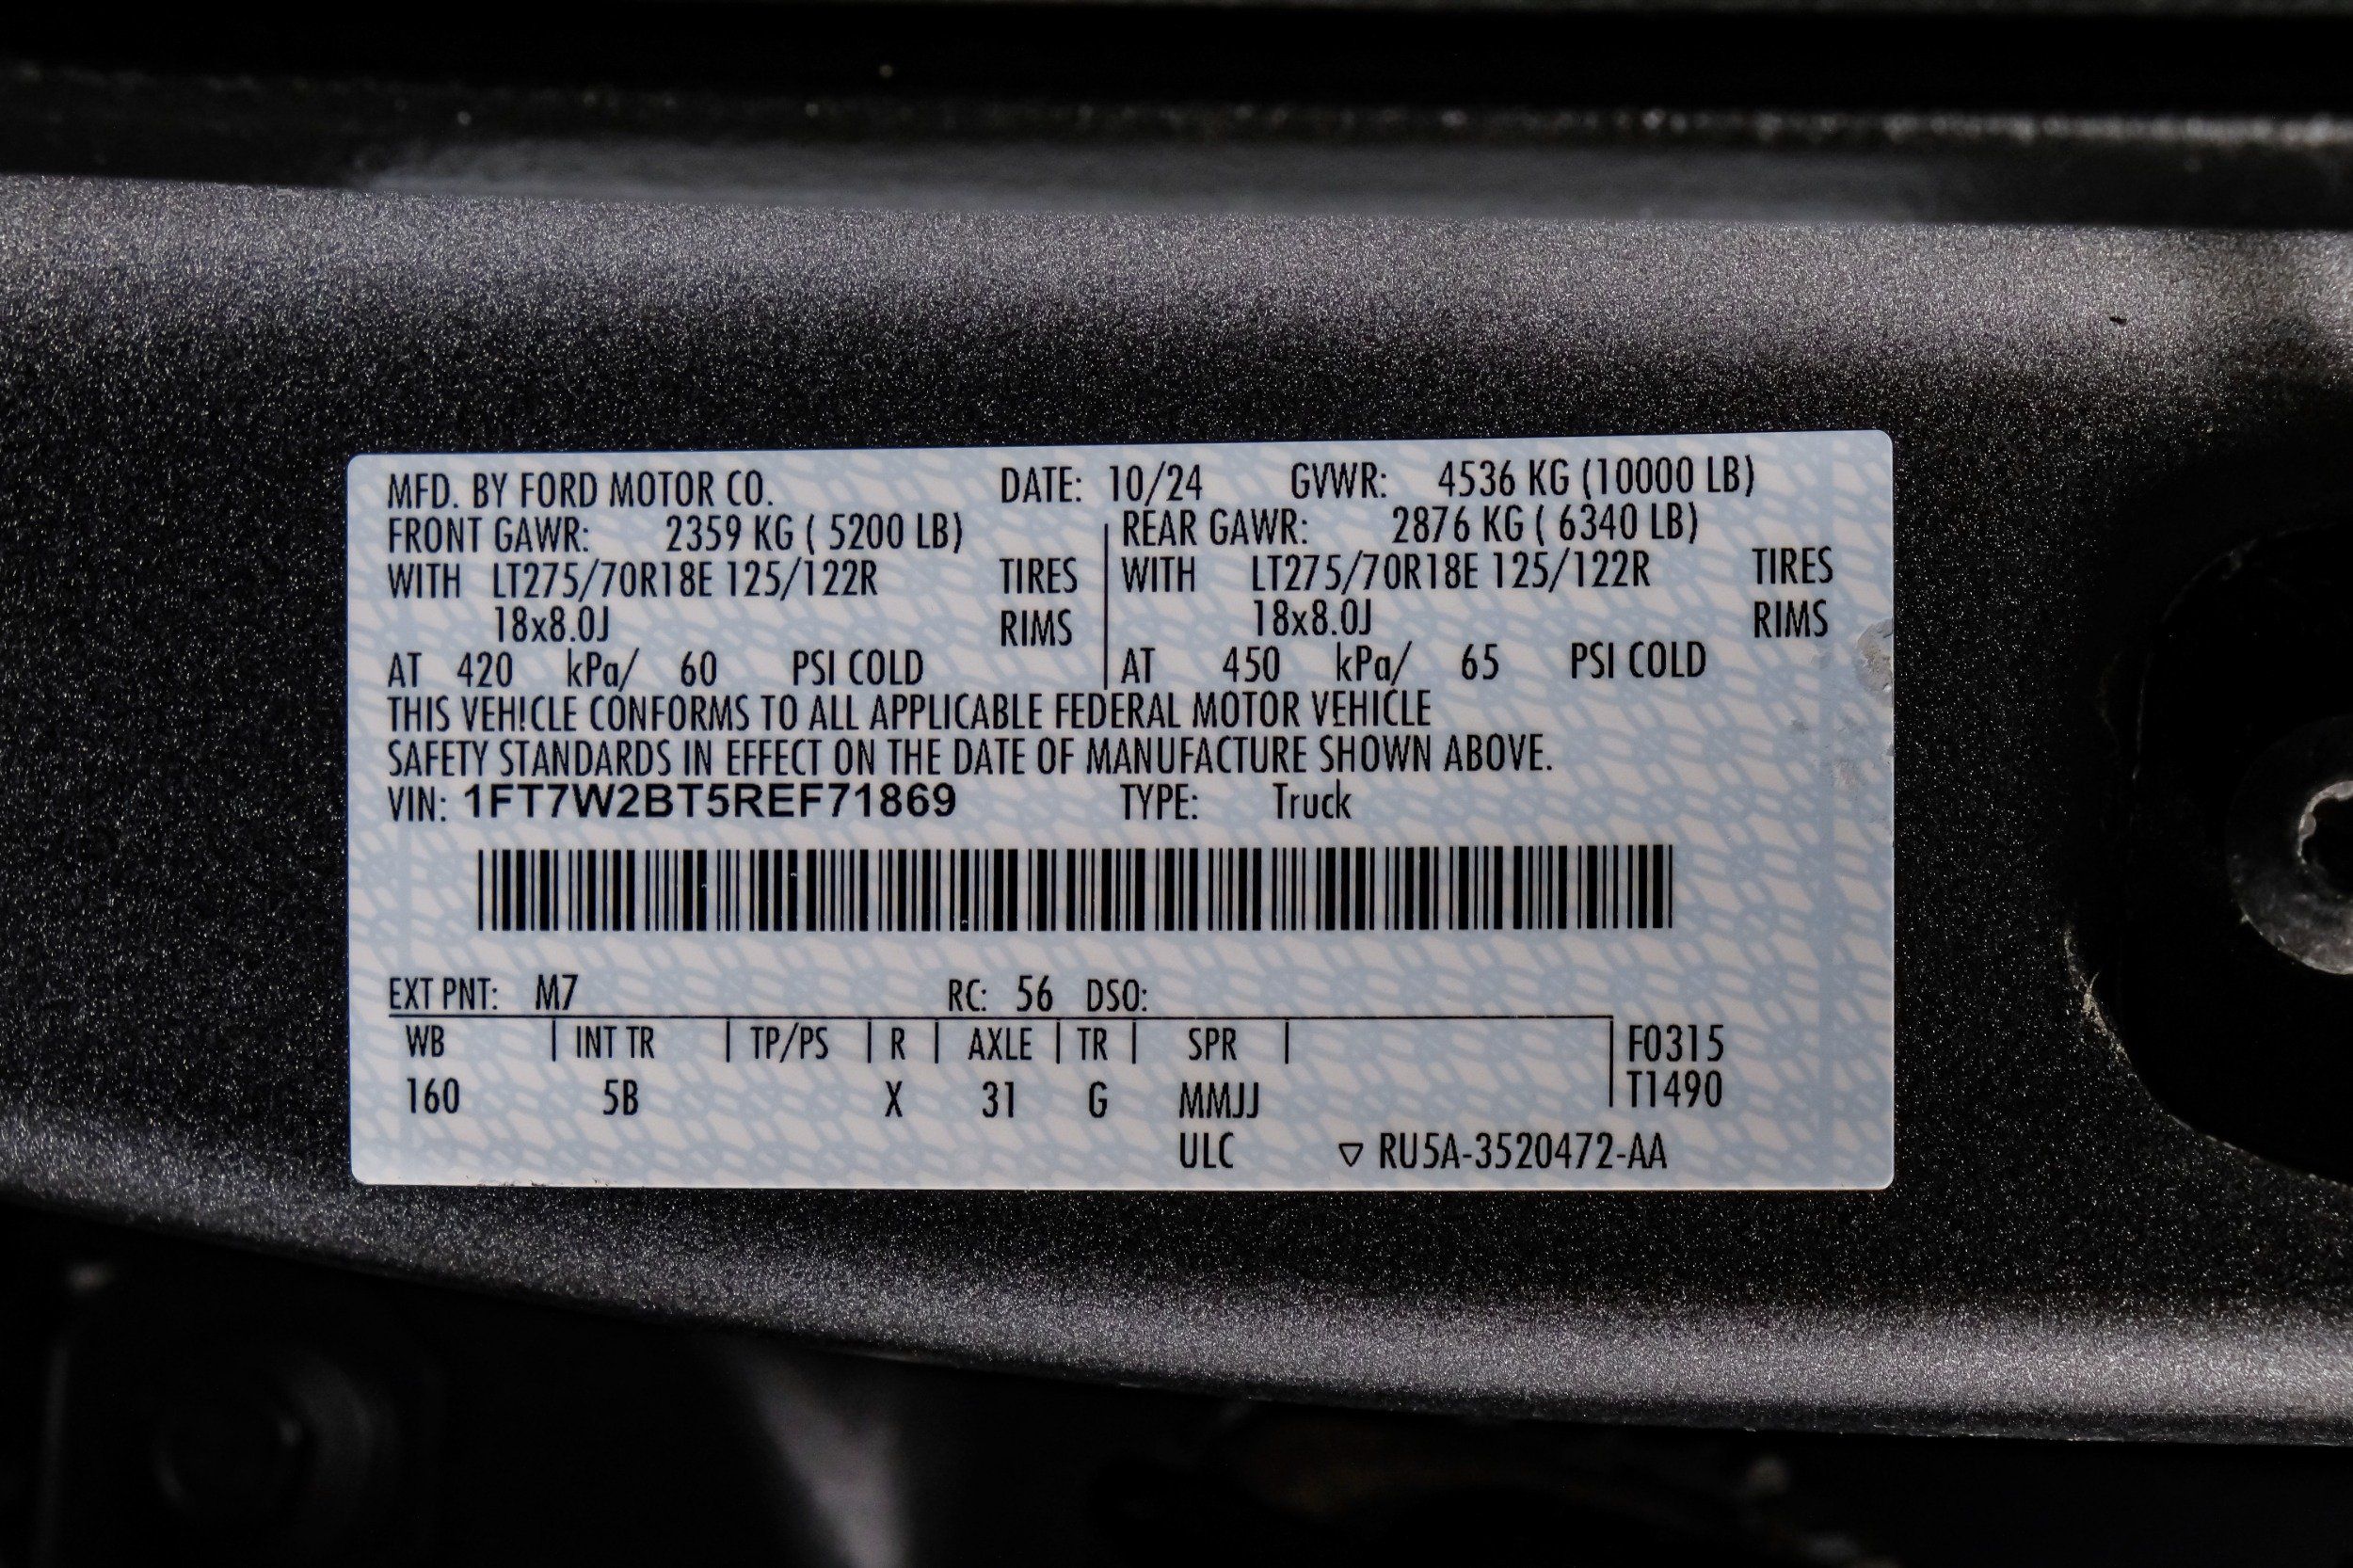 MFD. BY FORD MOTOR CO. DATE: 10/24 GVWR: 4536 KG (10000 LB)
FRONT GAWR: 2359 KG ( 5200 LB) REAR GAWR: 2876 KG ( 6340 LB)
WITH LT275/70R18E 125/122R TIRES WITH LT275/70R18E 125/122R TIRES
18x8.0J RIMS 18x8.0J RIMS
AT 420 kPa/ 60 PSI COLD AT 450 kPa/ 65 PSI COLD
THIS VEHICLE CONFORMS TO ALL APPLICABLE FEDERAL MOTOR VEHICLE
SAFETY STANDARDS IN EFFECT ON THE DATE OF MANUFACTURE SHOWN ABOVE.
VIN: 1FT7W2BT5REF71869 TYPE: Truck
EXT PNT: M7 RC: 56 DSO:
WB | INT TR | TP/PS | R | AXLE | TR | SPR | F0315
160 5B X 31 G MMJJ T1490
ULC ▽ RU5A-3520472-AA